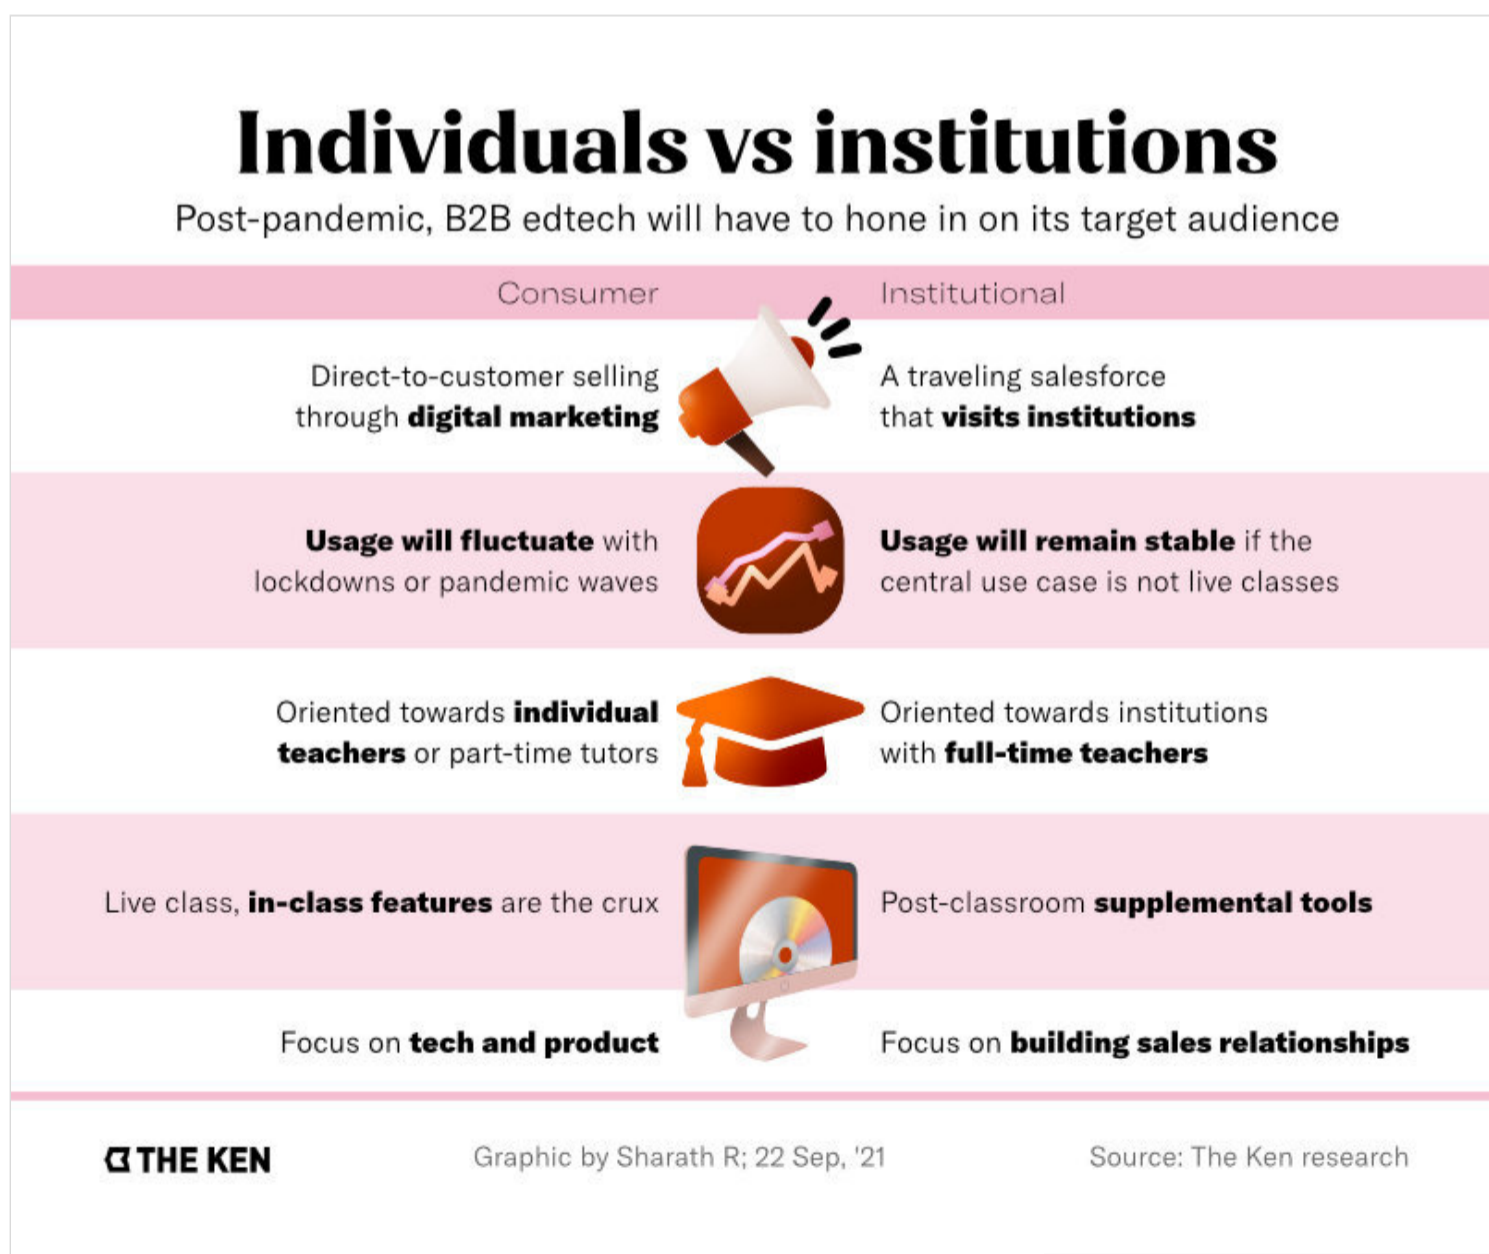 Individuals vs institutions
Post-pandemic, B2B edtech will have to hone in on its target audience
Consumer
Institutional
Direct-to-customer selling
through digital marketing
A traveling salesforce
that visits institutions
Usage will fluctuate with
lockdowns or pandemic waves
Usage will remain stable if the
central use case is not live classes
Oriented towards individual
teachers or part-time tutors
Oriented towards institutions
with full-time teachers
Live class, in-class features are the crux
Post-classroom supplemental tools
Focus on tech and product
Focus on building sales relationships
THE KEN
Graphic by Sharath R; 22 Sep, '21
Source: The Ken research